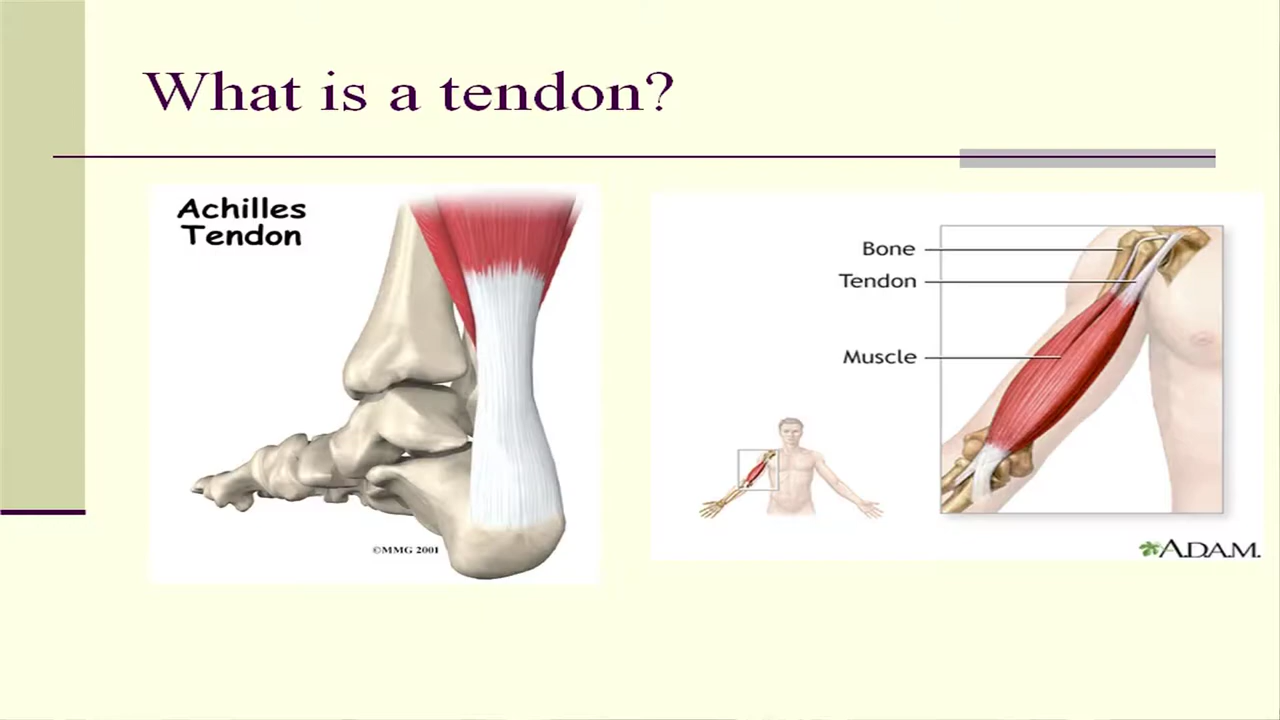 What is a tendon?
Achilles
Tendon
©MMG 2001
Bone
Tendon
Muscle
A.D.A.M.